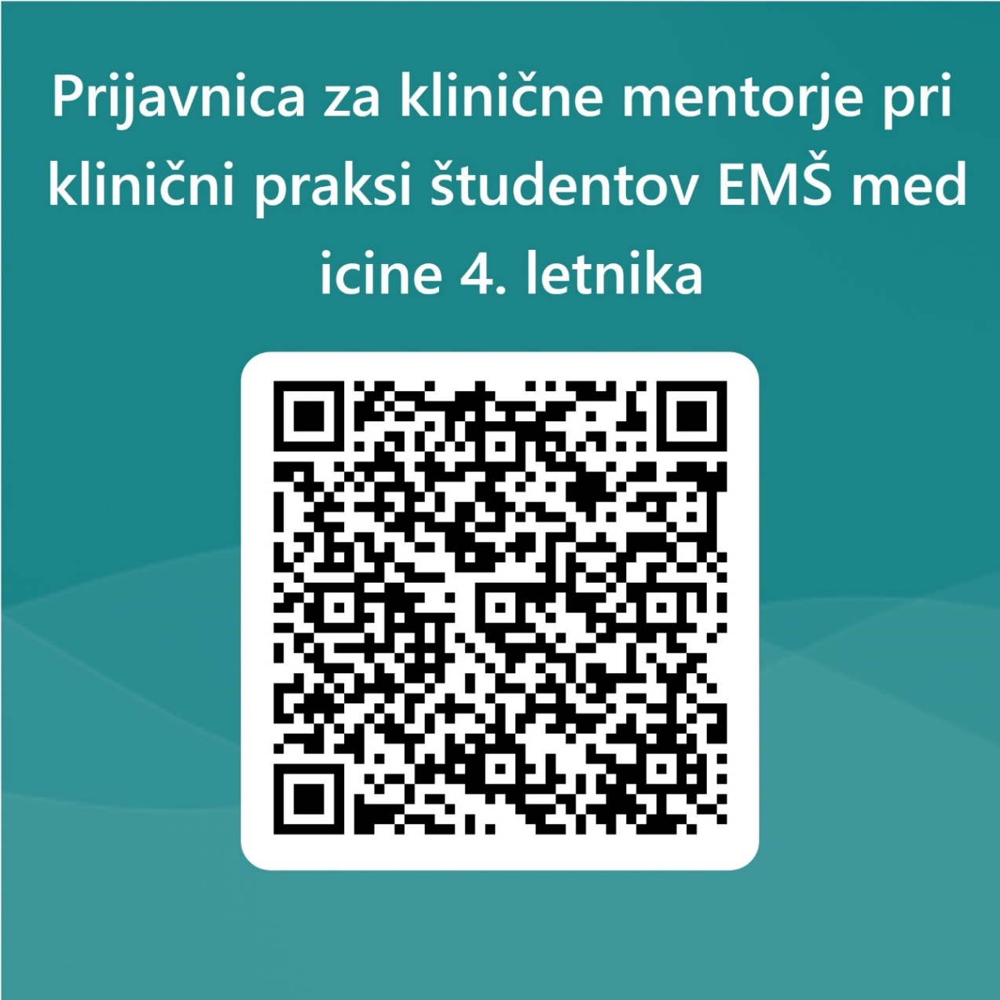 Prijavnica za klinične mentorje pri
klinični praksi študentov EMŠ med
icine 4. letnika